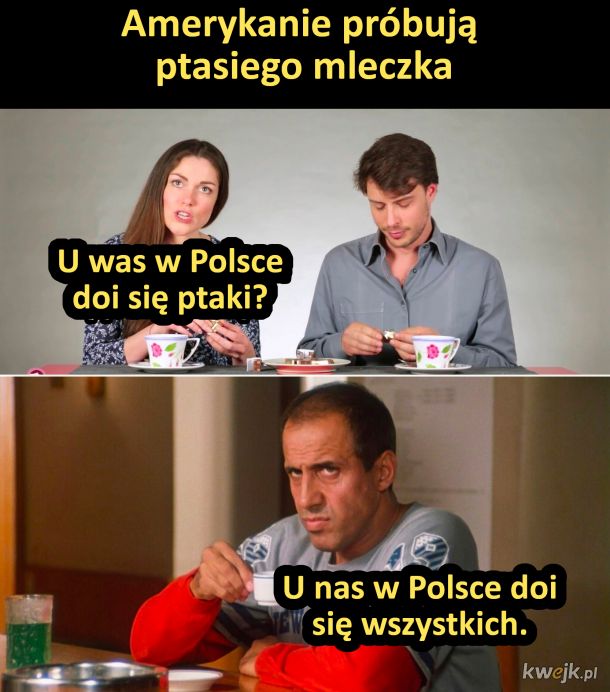 Amerykanie próbują
ptasiego mleczka
U was w Polsce
doi się ptaki?
U nas w Polsce doi
się wszystkich.
kwejk.pl